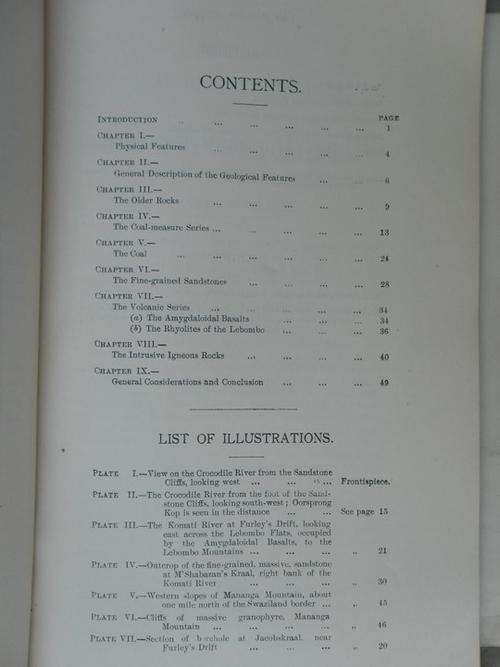 CONTENTS.
PAGE
INTRODUCTION ... ... ... ... ... 1
CHAPTER I.—
Physical Features ... ... ... ... ... 4
CHAPTER II.—
General Description of the Geological Features ... ... 6
CHAPTER III.—
The Older Rocks ... ... ... ... ... 9
CHAPTER IV.—
The Coal-measure Series ... ... ... ... ... 13
CHAPTER V.—
The Coal ... ... ... ... ... ... 24
CHAPTER VI.—
The Fine-grained Sandstones ... ... ... ... 28
CHAPTER VII.—
The Volcanic Series ... ... ... ... ... 34
(a) The Amygdaloidal Basalts ... ... ... 34
(b) The Rhyolites of the Lebombo ... ... ... 36
CHAPTER VIII.—
The Intrusive Igneous Rocks ... ... ... ... 40
CHAPTER IX.—
General Considerations and Conclusion ... ... ... 49
LIST OF ILLUSTRATIONS.
PLATE I.—View on the Crocodile River from the Sandstone
Cliffs, looking west ... ... ... Frontispiece.
PLATE II.—The Crocodile River from the foot of the Sand-
stone Cliffs, looking south-west; Oorsprong
Kop is seen in the distance ... ... See page 15
PLATE III.—The Komati River at Furley's Drift, looking
east across the Lebombo Flats, occupied
by the Amygdaloidal Basalts, to the
Lebombo Mountains ... ... ... „ 21
PLATE IV.—Outcrop of the fine-grained, massive, sandstone
at M'Shabaran's Kraal, right bank of the
Komati River ... ... ... „ 30
PLATE V.—Western slopes of Mananga Mountain, about
one mile north of the Swaziland border ... „ 45
PLATE VI.—Cliffs of massive granophyre, Mananga
Mountain ... ... ... ... „ 46
PLATE VII.—Section of borehole at Jacobskraal, near
Furley's Drift ... ... ... „ 20